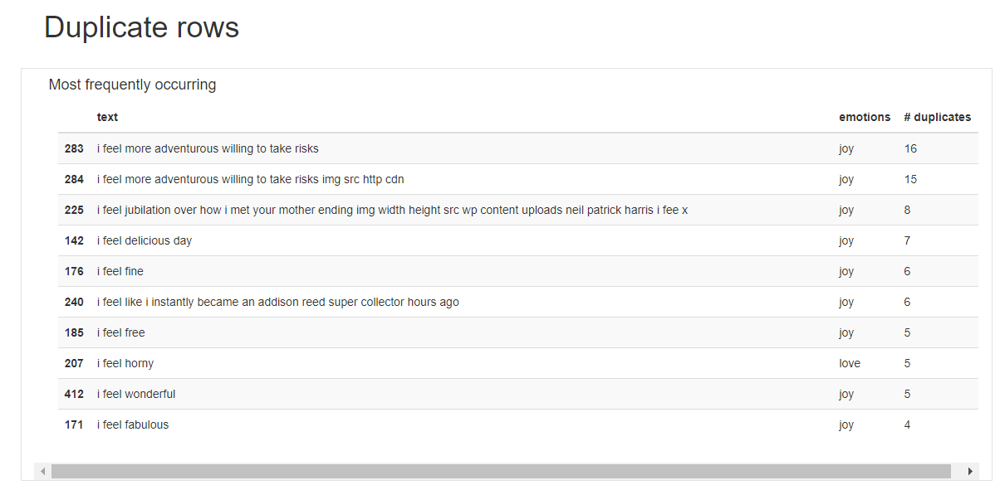 Duplicate rows
Most frequently occurring
text emotions # duplicates
283 i feel more adventurous willing to take risks joy 16
284 i feel more adventurous willing to take risks img src http cdn joy 15
225 i feel jubilation over how i met your mother ending img width height src wp content uploads neil patrick harris i fee x joy 8
142 i feel delicious day joy 7
176 i feel fine joy 6
240 i feel like i instantly became an addison reed super collector hours ago joy 6
185 i feel free joy 5
207 i feel horny love 5
412 i feel wonderful joy 5
171 i feel fabulous joy 4